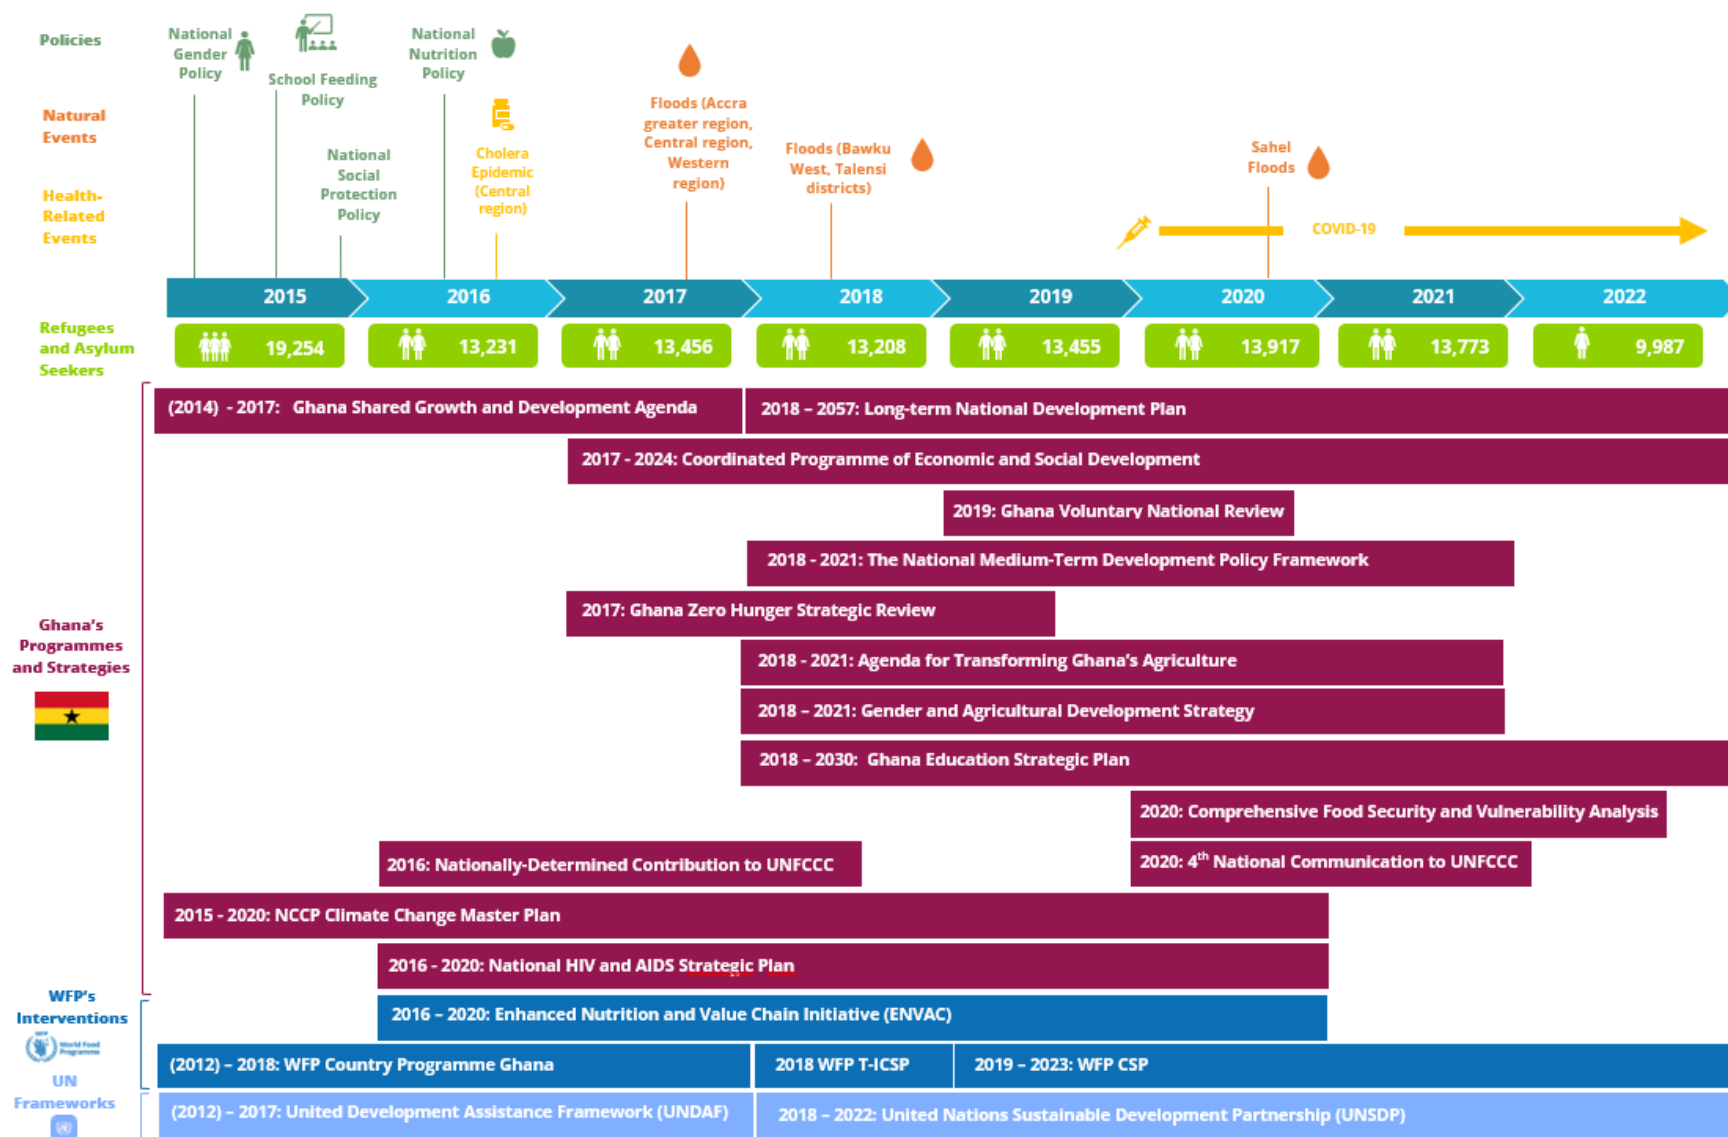 Policies
National
Gender
Policy
School Feeding
Policy
National
Social
Protection
Policy
National
Nutrition
Policy
Natural
Events
Floods (Accra
greater region,
Central region,
Western
region)
Floods (Bawku
West, Talensi
districts)
Sahel
Floods
Health-
Related
Events
Cholera
Epidemic
(Central
region)
COVID-19
2015
2016
2017
2018
2019
2020
2021
2022
Refugees
and Asylum
Seekers
19,254
13,231
13,456
13,208
13,455
13,917
13,773
9,987
Ghana's
Programmes
and Strategies
(2014) - 2017: Ghana Shared Growth and Development Agenda
2018 – 2057: Long-term National Development Plan
2017 - 2024: Coordinated Programme of Economic and Social Development
2019: Ghana Voluntary National Review
2018 - 2021: The National Medium-Term Development Policy Framework
2017: Ghana Zero Hunger Strategic Review
2018 - 2021: Agenda for Transforming Ghana's Agriculture
2018 – 2021: Gender and Agricultural Development Strategy
2018 – 2030: Ghana Education Strategic Plan
2020: Comprehensive Food Security and Vulnerability Analysis
2016: Nationally-Determined Contribution to UNFCCC
2020: 4th National Communication to UNFCCC
2015 - 2020: NCCP Climate Change Master Plan
2016 - 2020: National HIV and AIDS Strategic Plan
WFP's
Interventions
WFP
World Food
Programme
2016 – 2020: Enhanced Nutrition and Value Chain Initiative (ENVAC)
(2012) – 2018: WFP Country Programme Ghana
2018 WFP T-ICSP
2019 – 2023: WFP CSP
UN
Frameworks
(2012) – 2017: United Development Assistance Framework (UNDAF)
2018 – 2022: United Nations Sustainable Development Partnership (UNSDP)